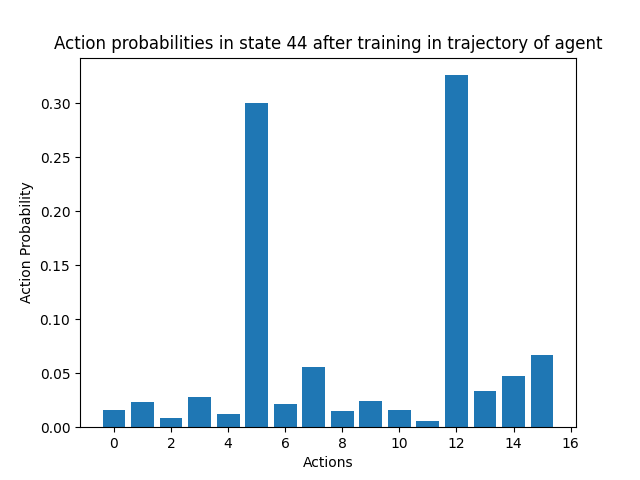 Action probabilities in state 44 after training in trajectory of agent
0.30
0.25
0.20
0.15
0.10
0.05
0.00
Action Probability
0 2 4 6 8 10 12 14 16
Actions